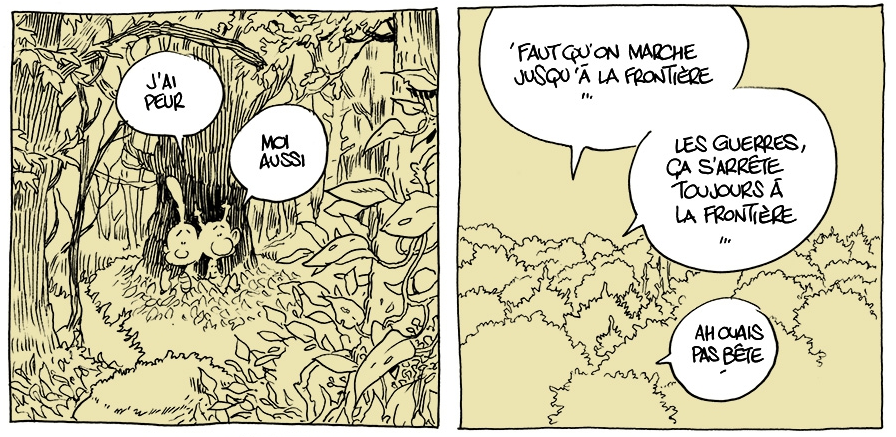 J'AI
PEUR
MOI
AUSSI
'FAUT QU'ON MARCHE
JUSQU'À LA FRONTIÈRE
...
LES GUERRES,
ÇA S'ARRÊTE
TOUJOURS À
LA FRONTIÈRE
...
AH OUAIS
PAS BÊTE